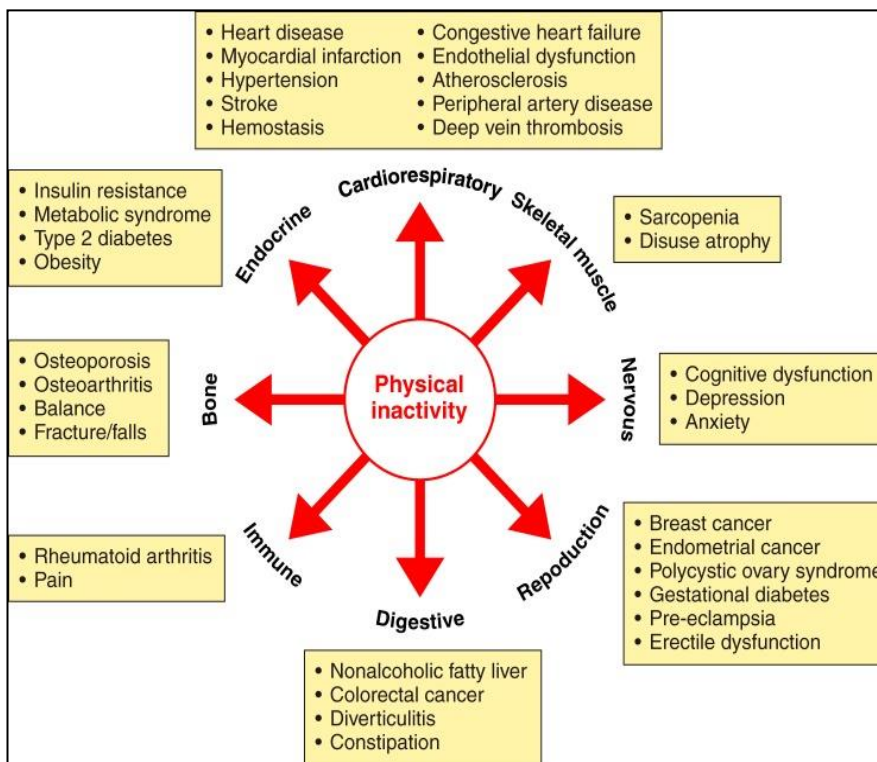 • Heart disease
• Myocardial infarction
• Hypertension
• Stroke
• Hemostasis
• Congestive heart failure
• Endothelial dysfunction
• Atherosclerosis
• Peripheral artery disease
• Deep vein thrombosis
Cardiorespiratory
Skeletal muscle
• Sarcopenia
• Disuse atrophy
Endocrine
• Insulin resistance
• Metabolic syndrome
• Type 2 diabetes
• Obesity
Physical
inactivity
Nervous
• Cognitive dysfunction
• Depression
• Anxiety
Bone
• Osteoporosis
• Osteoarthritis
• Balance
• Fracture/falls
Repoduction
• Breast cancer
• Endometrial cancer
• Polycystic ovary syndrome
• Gestational diabetes
• Pre-eclampsia
• Erectile dysfunction
Immune
• Rheumatoid arthritis
• Pain
Digestive
• Nonalcoholic fatty liver
• Colorectal cancer
• Diverticulitis
• Constipation